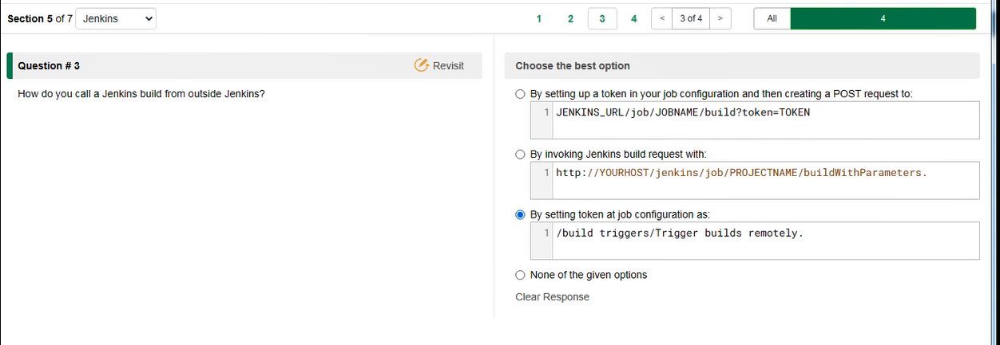 Section 5 of 7 Jenkins 1 2 3 4 < 3 of 4 > All 4
Question # 3 Revisit
How do you call a Jenkins build from outside Jenkins?
Choose the best option
By setting up a token in your job configuration and then creating a POST request to:
1 JENKINS_URL/job/JOBNAME/build?token=TOKEN
By invoking Jenkins build request with:
1 http://YOURHOST/jenkins/job/PROJECTNAME/buildWithParameters.
By setting token at job configuration as:
1 /build triggers/Trigger builds remotely.
None of the given options
Clear Response